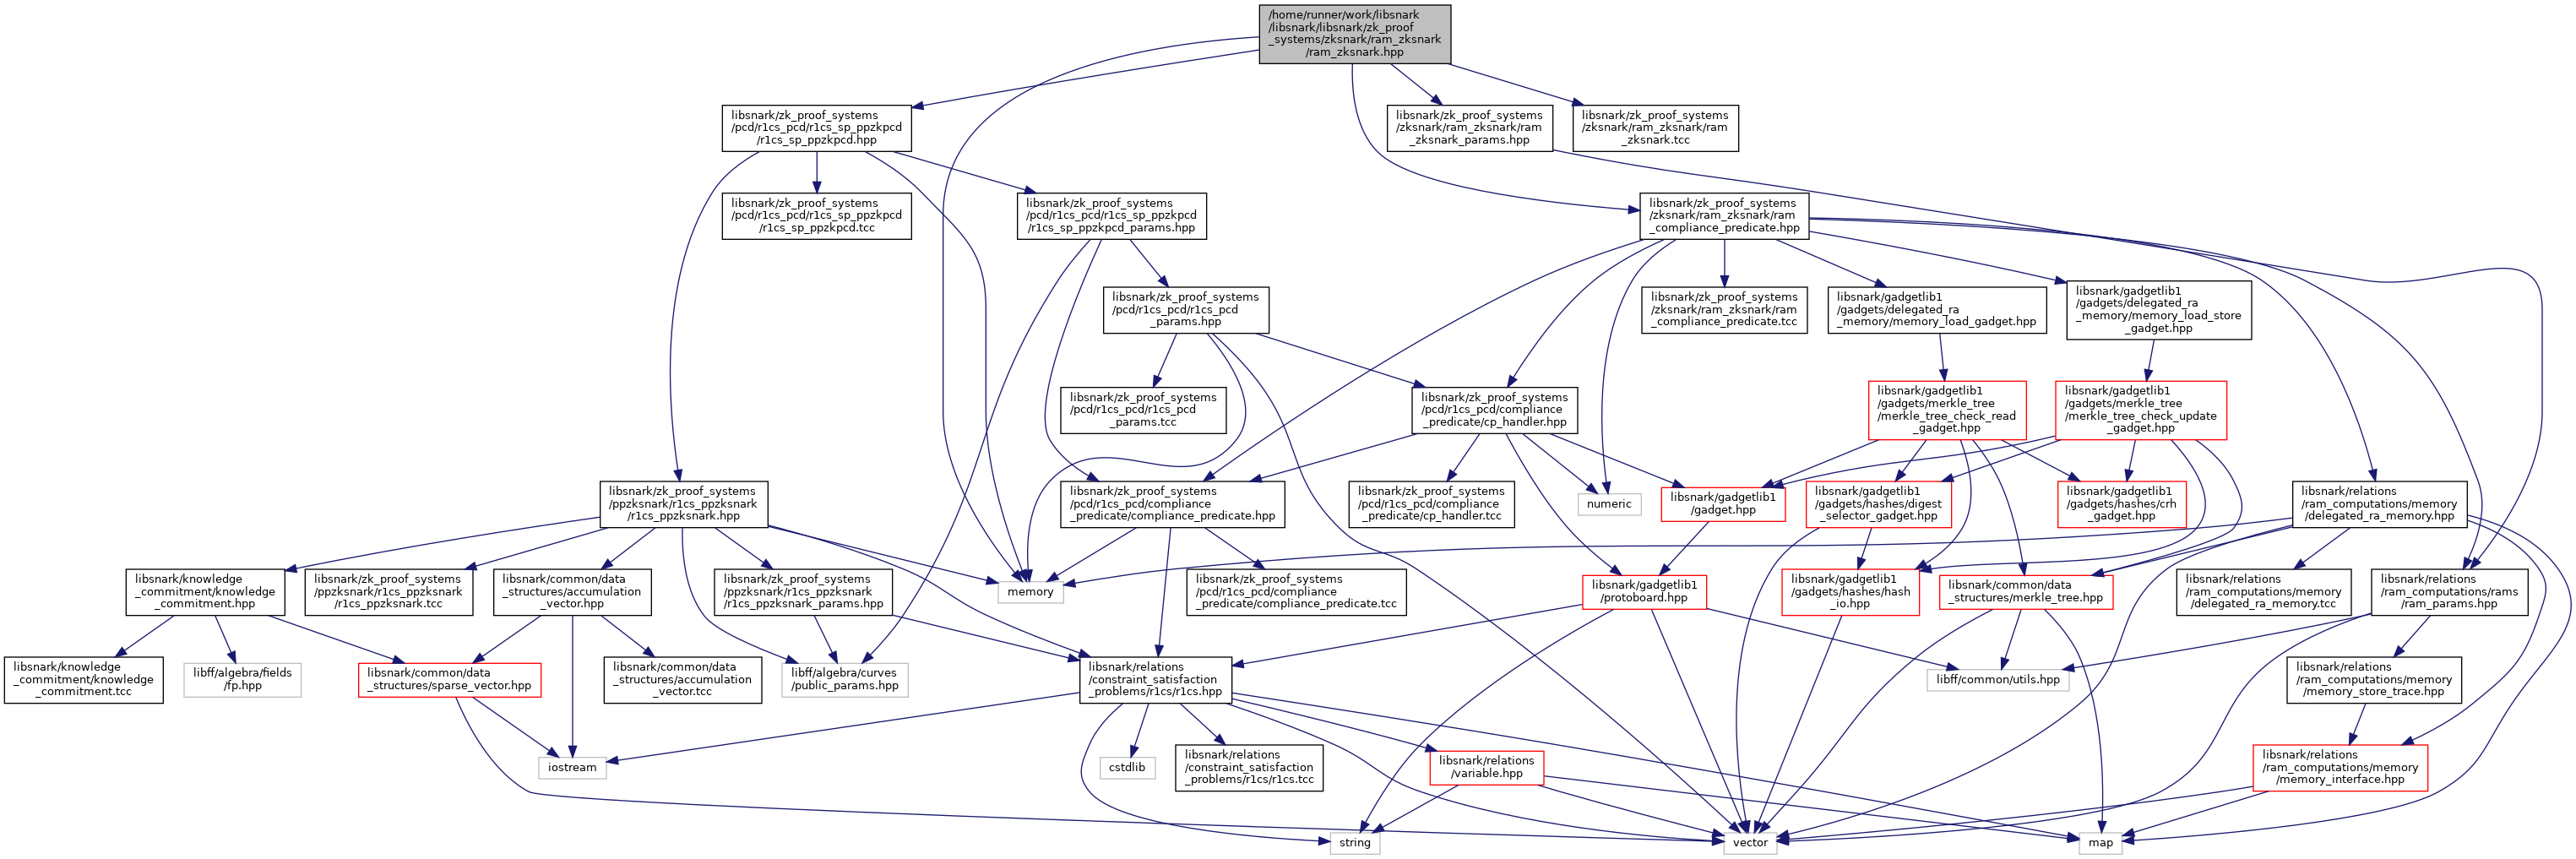 /home/runner/work/libsnark
/libsnark/libsnark/zk_proof
_systems/zksnark/ram_zksnark
/ram_zksnark.hpp
libsnark/zk_proof_systems
/pcd/r1cs_pcd/r1cs_sp_ppzkpcd
/r1cs_sp_ppzkpcd.hpp
libsnark/zk_proof_systems
/zksnark/ram_zksnark/ram
_zksnark_params.hpp
libsnark/zk_proof_systems
/zksnark/ram_zksnark/ram
_zksnark.tcc
libsnark/zk_proof_systems
/pcd/r1cs_pcd/r1cs_sp_ppzkpcd
/r1cs_sp_ppzkpcd.tcc
libsnark/zk_proof_systems
/pcd/r1cs_pcd/r1cs_sp_ppzkpcd
/r1cs_sp_ppzkpcd_params.hpp
libsnark/zk_proof_systems
/zksnark/ram_zksnark/ram
_compliance_predicate.hpp
libsnark/zk_proof_systems
/pcd/r1cs_pcd/r1cs_pcd
_params.hpp
libsnark/zk_proof_systems
/zksnark/ram_zksnark/ram
_compliance_predicate.tcc
libsnark/gadgetlib1
/gadgets/delegated_ra
_memory/memory_load_gadget.hpp
libsnark/gadgetlib1
/gadgets/delegated_ra
_memory/memory_load_store
_gadget.hpp
libsnark/zk_proof_systems
/pcd/r1cs_pcd/r1cs_pcd
_params.tcc
libsnark/zk_proof_systems
/pcd/r1cs_pcd/compliance
_predicate/cp_handler.hpp
libsnark/gadgetlib1
/gadgets/merkle_tree
/merkle_tree_check_read
_gadget.hpp
libsnark/gadgetlib1
/gadgets/merkle_tree
/merkle_tree_check_update
_gadget.hpp
libsnark/zk_proof_systems
/ppzksnark/r1cs_ppzksnark
/r1cs_ppzksnark.hpp
libsnark/zk_proof_systems
/pcd/r1cs_pcd/compliance
_predicate/compliance_predicate.hpp
libsnark/zk_proof_systems
/pcd/r1cs_pcd/compliance
_predicate/cp_handler.tcc
numeric
libsnark/gadgetlib1
/gadget.hpp
libsnark/gadgetlib1
/gadgets/hashes/digest
_selector_gadget.hpp
libsnark/gadgetlib1
/gadgets/hashes/crh
_gadget.hpp
libsnark/relations
/ram_computations/memory
/delegated_ra_memory.hpp
libsnark/knowledge
_commitment/knowledge
_commitment.hpp
libsnark/zk_proof_systems
/ppzksnark/r1cs_ppzksnark
/r1cs_ppzksnark.tcc
libsnark/common/data
_structures/accumulation
_vector.hpp
libsnark/zk_proof_systems
/ppzksnark/r1cs_ppzksnark
/r1cs_ppzksnark_params.hpp
memory
libsnark/zk_proof_systems
/pcd/r1cs_pcd/compliance
_predicate/compliance_predicate.tcc
libsnark/gadgetlib1
/protoboard.hpp
libsnark/gadgetlib1
/gadgets/hashes/hash
_io.hpp
libsnark/common/data
_structures/merkle_tree.hpp
libsnark/relations
/ram_computations/memory
/delegated_ra_memory.tcc
libsnark/relations
/ram_computations/rams
/ram_params.hpp
libsnark/knowledge
_commitment/knowledge
_commitment.tcc
libff/algebra/fields
/fp.hpp
libsnark/common/data
_structures/sparse_vector.hpp
libsnark/common/data
_structures/accumulation
_vector.tcc
libff/algebra/curves
/public_params.hpp
libsnark/relations
/constraint_satisfaction
_problems/r1cs/r1cs.hpp
libff/common/utils.hpp
libsnark/relations
/ram_computations/memory
/memory_store_trace.hpp
iostream
cstdlib
libsnark/relations
/constraint_satisfaction
_problems/r1cs/r1cs.tcc
libsnark/relations
/variable.hpp
libsnark/relations
/ram_computations/memory
/memory_interface.hpp
string
vector
map